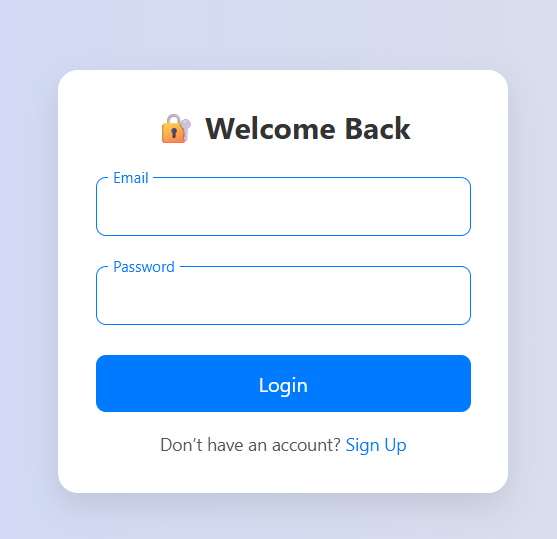 🔐 Welcome Back
Email
Password
Login
Don’t have an account? Sign Up